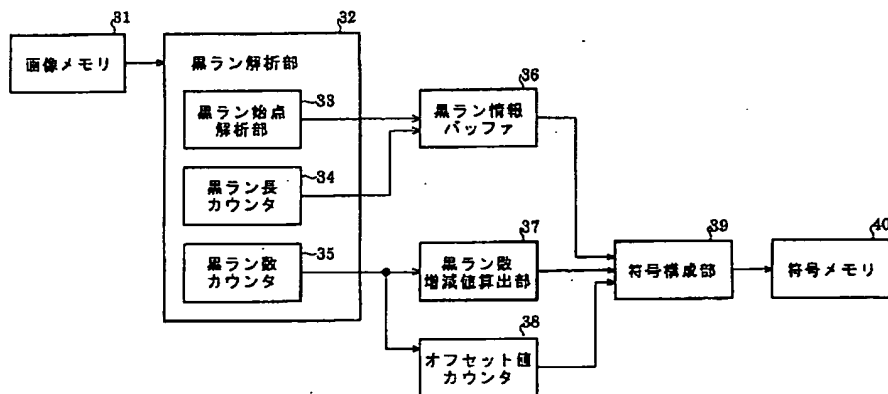 31
画像メモリ
32
黒ラン解析部
33
黒ラン始点
解析部
34
黒ラン長
カウンタ
35
黒ラン数
カウンタ
36
黒ラン情報
バッファ
37
黒ラン数
増減値算出部
38
オフセット値
カウンタ
39
符号構成部
40
符号メモリ